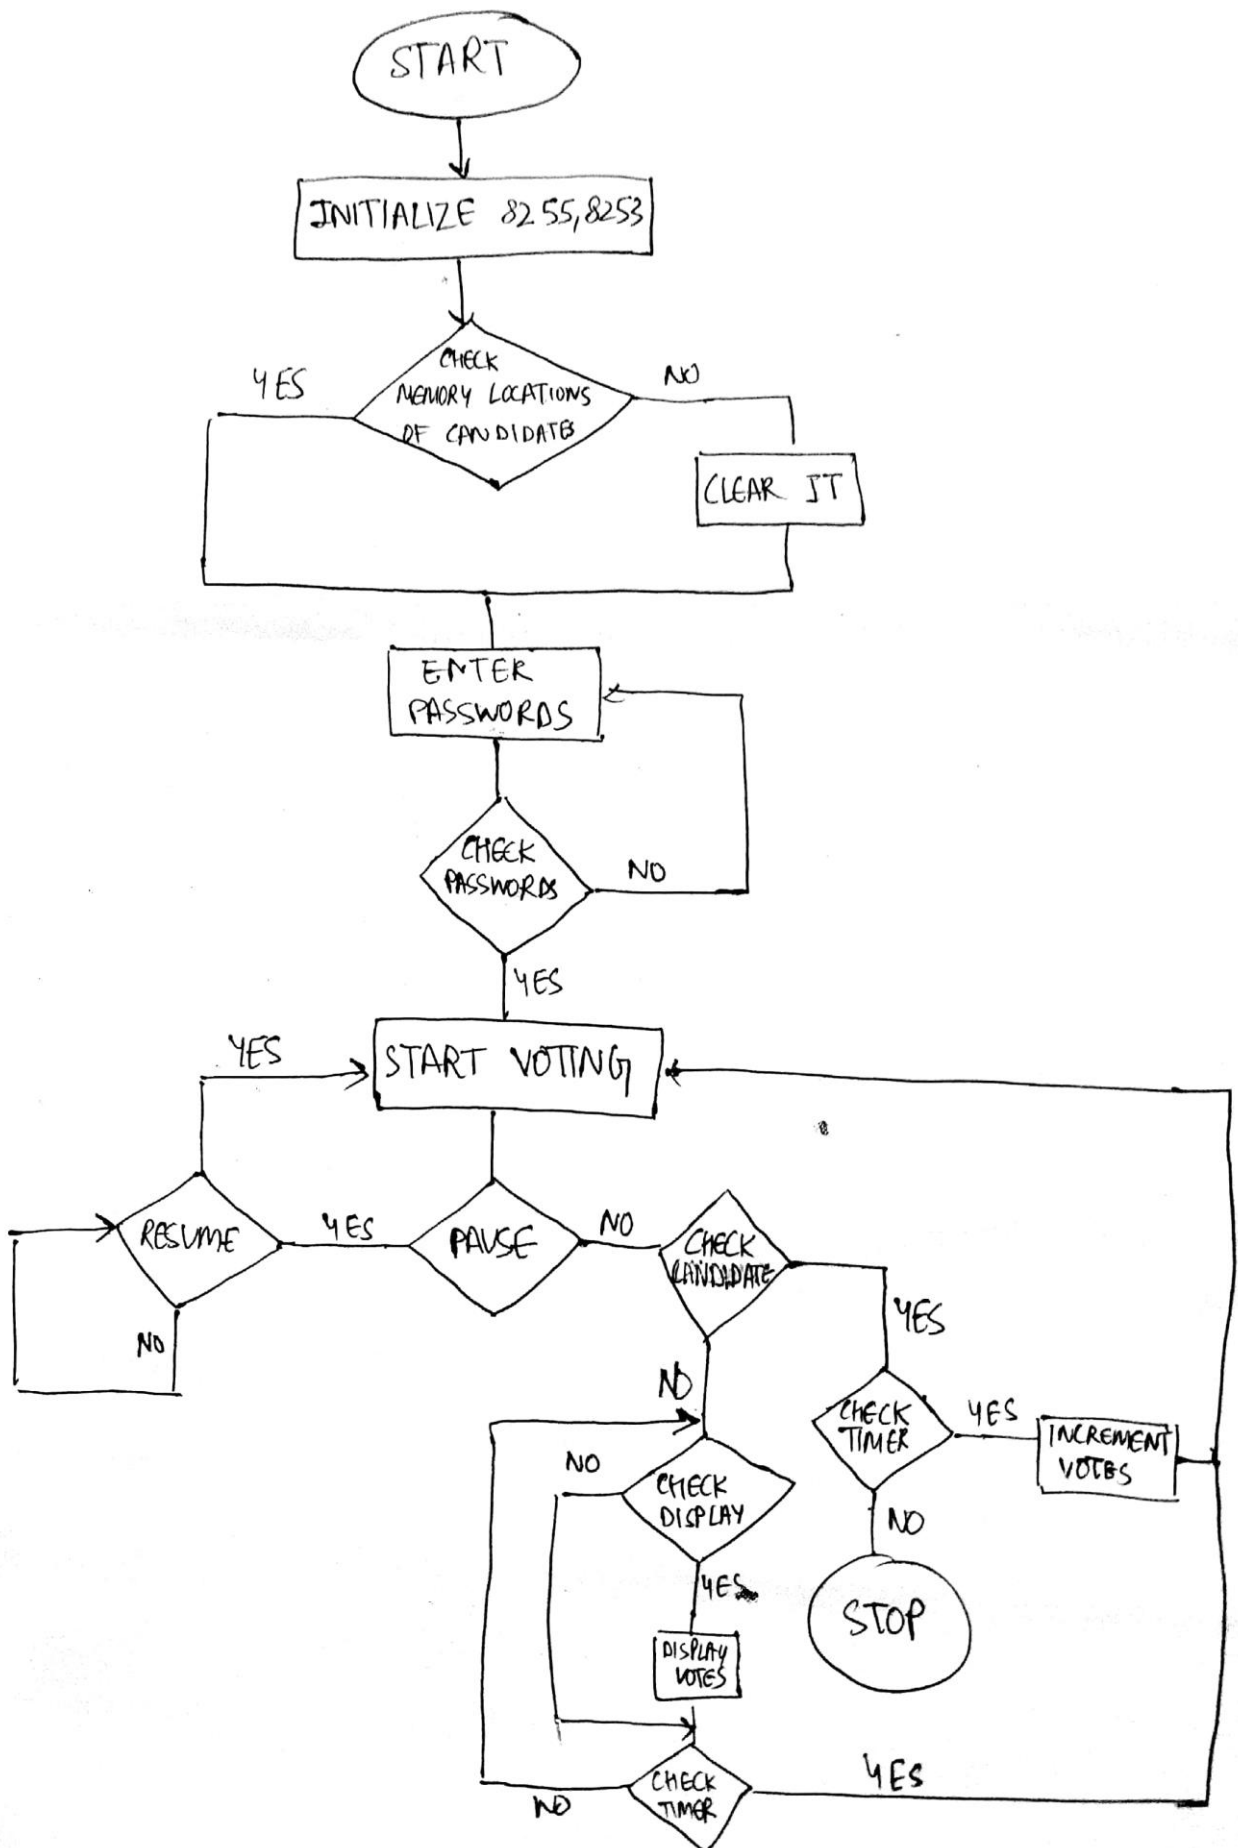 START
INITIALIZE 8255,8253
CHECK
MEMORY LOCATIONS
OF CANDIDATES
YES
NO
CLEAR IT
ENTER
PASSWORDS
CHECK
PASSWORDS
NO
YES
START VOTING
YES
RESUME
YES
PAUSE
NO
CHECK
CANDIDATE
NO
YES
NO
CHECK
TIMER
YES
INCREMENT
VOTES
NO
CHECK
DISPLAY
NO
STOP
YES
DISPLAY
VOTES
CHECK
TIMER
NO
YES